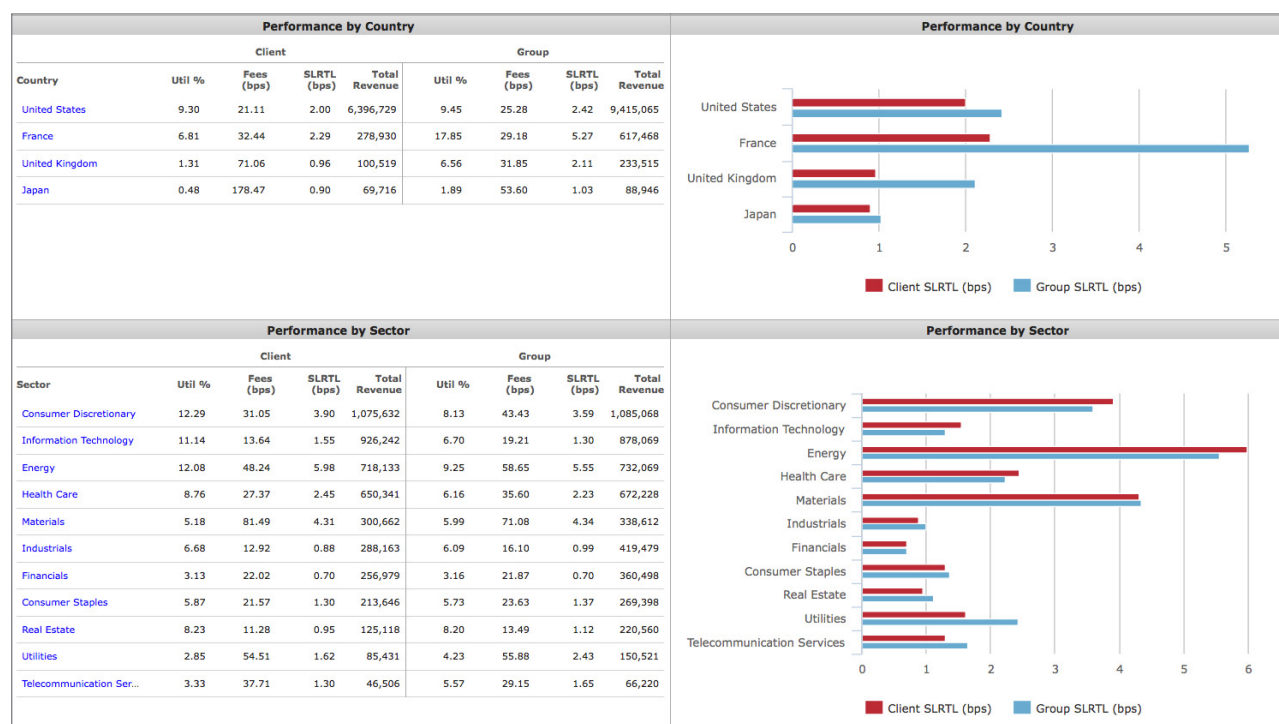 Performance by Country
Client Group
Country Util % Fees (bps) SLRTL (bps) Total Revenue Util % Fees (bps) SLRTL (bps) Total Revenue
United States 9.30 21.11 2.00 6,396,729 9.45 25.28 2.42 9,415,065
France 6.81 32.44 2.29 278,930 17.85 29.18 5.27 617,468
United Kingdom 1.31 71.06 0.96 100,519 6.56 31.85 2.11 233,515
Japan 0.48 178.47 0.90 69,716 1.89 53.60 1.03 88,946
Performance by Country
United States
France
United Kingdom
Japan
0 1 2 3 4 5
Client SLRTL (bps) Group SLRTL (bps)
Performance by Sector
Client Group
Sector Util % Fees (bps) SLRTL (bps) Total Revenue Util % Fees (bps) SLRTL (bps) Total Revenue
Consumer Discretionary 12.29 31.05 3.90 1,075,632 8.13 43.43 3.59 1,085,068
Information Technology 11.14 13.64 1.55 926,242 6.70 19.21 1.30 878,069
Energy 12.08 48.24 5.98 718,133 9.25 58.65 5.55 732,069
Health Care 8.76 27.37 2.45 650,341 6.16 35.60 2.23 672,228
Materials 5.18 81.49 4.31 300,662 5.99 71.08 4.34 338,612
Industrials 6.68 12.92 0.88 288,163 6.09 16.10 0.99 419,479
Financials 3.13 22.02 0.70 256,979 3.16 21.87 0.70 360,498
Consumer Staples 5.87 21.57 1.30 213,646 5.73 23.63 1.37 269,398
Real Estate 8.23 11.28 0.95 125,118 8.20 13.49 1.12 220,560
Utilities 2.85 54.51 1.62 85,431 4.23 55.88 2.43 150,521
Telecommunication Ser... 3.33 37.71 1.30 46,506 5.57 29.15 1.65 66,220
Performance by Sector
Consumer Discretionary
Information Technology
Energy
Health Care
Materials
Industrials
Financials
Consumer Staples
Real Estate
Utilities
Telecommunication Services
0 1 2 3 4 5 6
Client SLRTL (bps) Group SLRTL (bps)